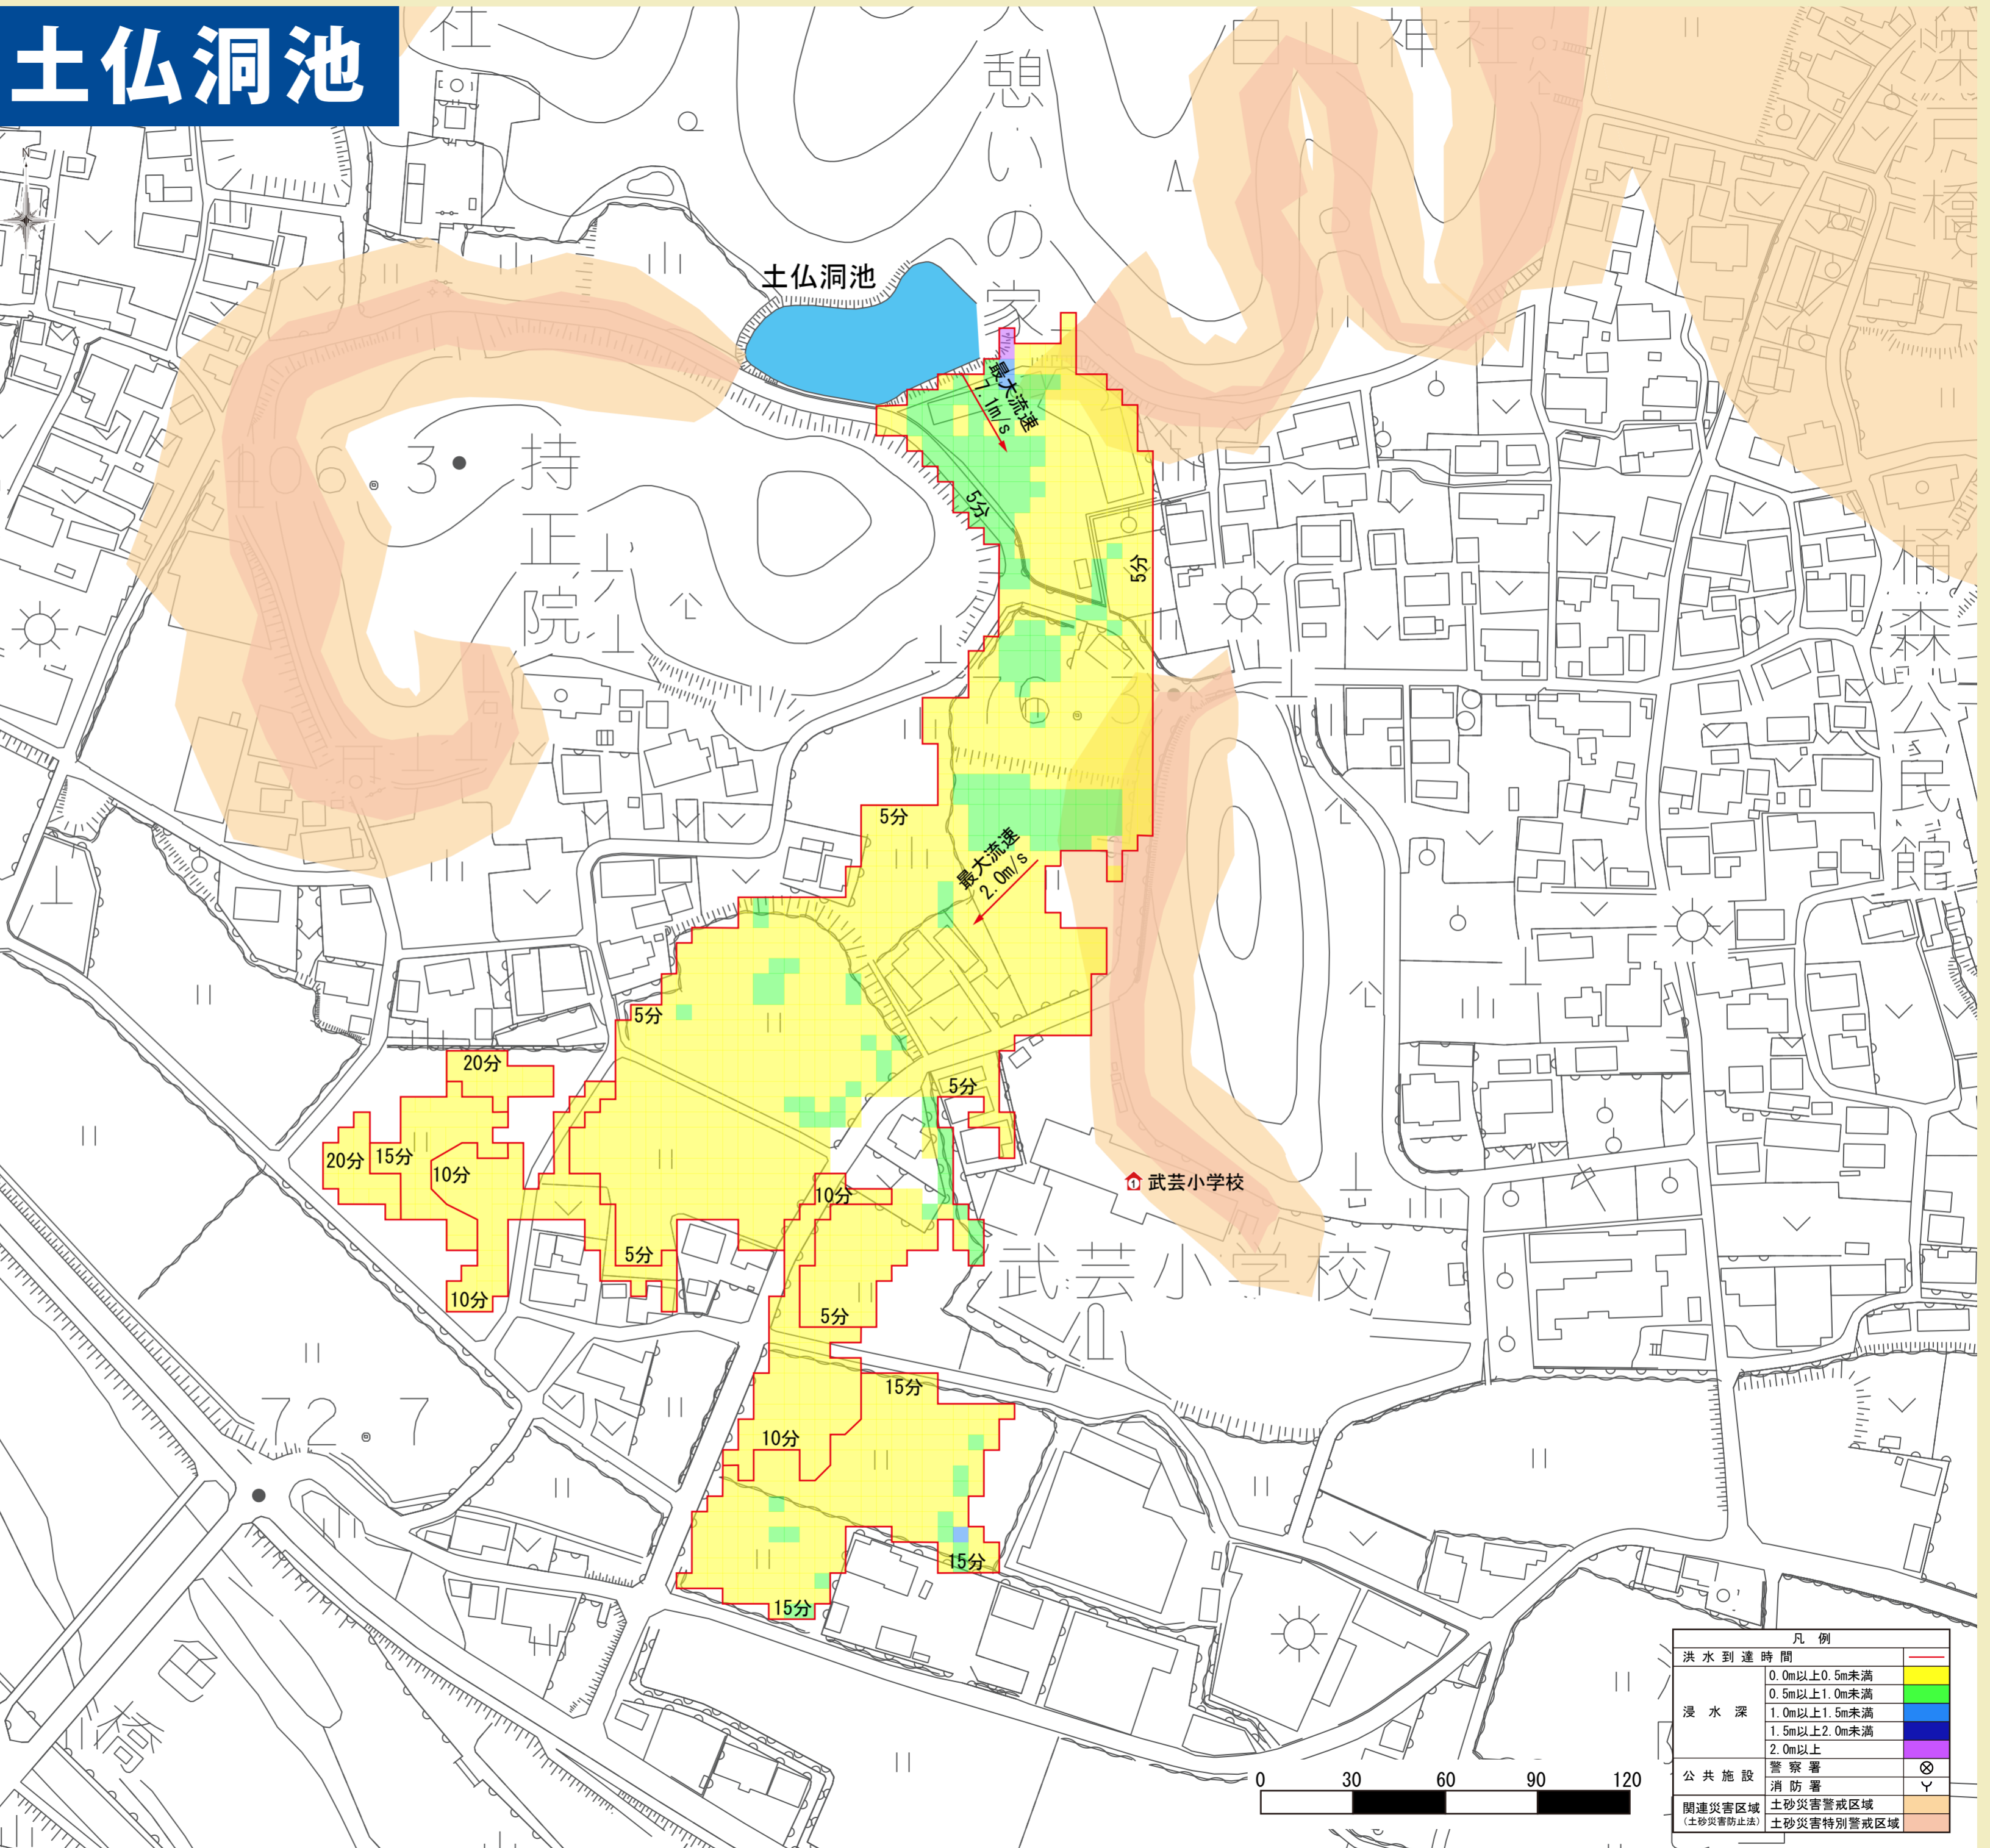 土仏洞池
社
憩いの家
白山神社
N
土仏洞池
最大流速
7.1m/s
106.3
持正院
5分
5分
森公民館
5分
最大流速
2.0m/s
5分
20分
5分
20分
15分
10分
10分
武芸小学校
5分
武芸小学校
10分
5分
15分
72.7
10分
15分
15分
橋
0 30 60 90 120
凡例
洪水到達時間
浸水深
0.0m以上0.5m未満
0.5m以上1.0m未満
1.0m以上1.5m未満
1.5m以上2.0m未満
2.0m以上
公共施設
警察署
消防署
関連災害区域
(土砂災害防止法)
土砂災害警戒区域
土砂災害特別警戒区域